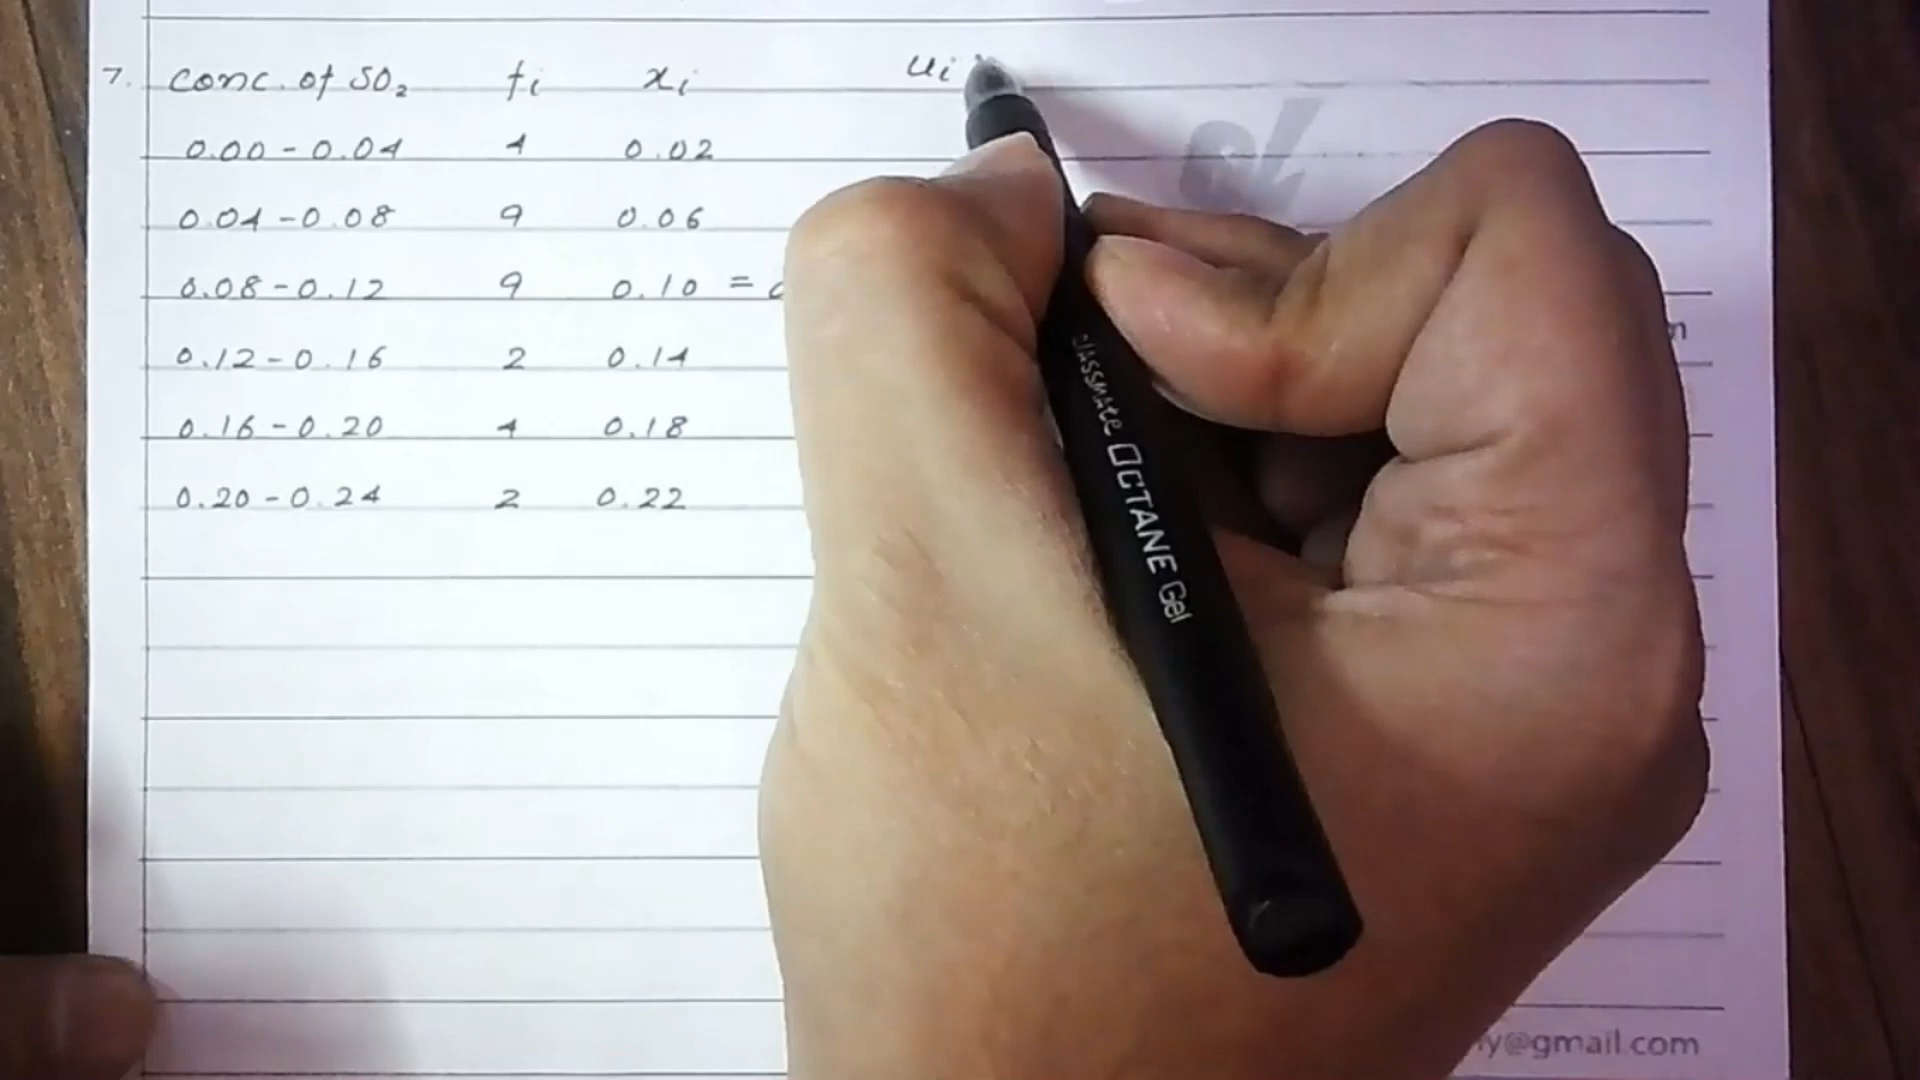 7. conc. of SO₂ fi xi ui
0.00 - 0.04 4 0.02
0.04 - 0.08 9 0.06
0.08 - 0.12 9 0.10 =
0.12 - 0.16 2 0.14
0.16 - 0.20 4 0.18
0.20 - 0.24 2 0.22
classmate OCTANE Gel
y@gmail.com